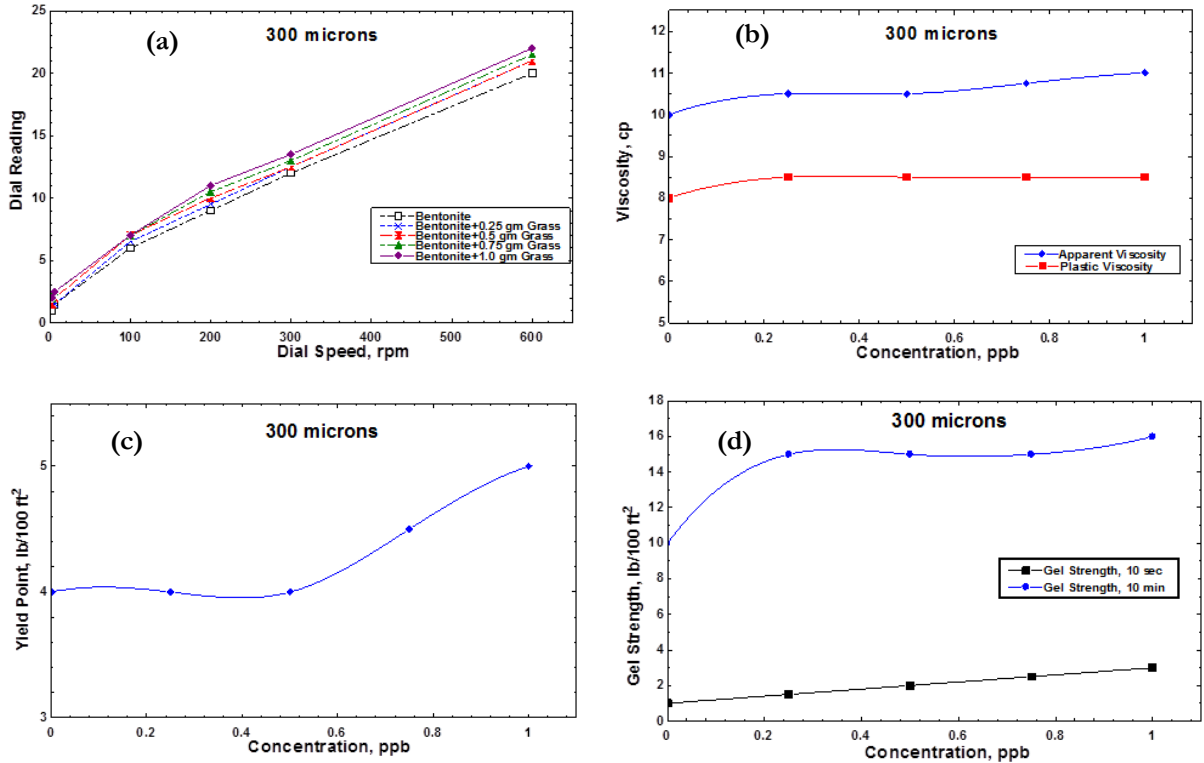 (a)
300 microns
Dial Reading
25
20
15
10
5
0
Bentonite
Bentonite+0.25 gm Grass
Bentonite+0.5 gm Grass
Bentonite+0.75 gm Grass
Bentonite+1.0 gm Grass
0 100 200 300 400 500 600
Dial Speed, rpm
(b)
300 microns
Viscosity, cp
13
12
11
10
9
8
7
6
5
Apparent Viscosity
Plastic Viscosity
0 0.2 0.4 0.6 0.8 1
Concentration, ppb
(c)
300 microns
Yield Point, lb/100 ft²
5
4
3
0 0.2 0.4 0.6 0.8 1
Concentration, ppb
(d)
300 microns
Gel Strength, lb/100 ft²
18
16
14
12
10
8
6
4
2
0
Gel Strength, 10 sec
Gel Strength, 10 min
0 0.2 0.4 0.6 0.8 1
Concentration, ppb